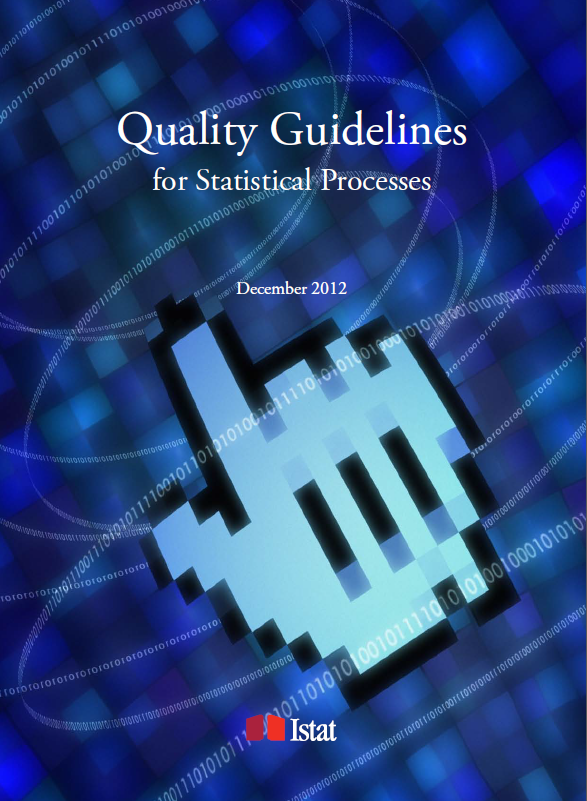 Quality Guidelines
for Statistical Processes
December 2012
Istat